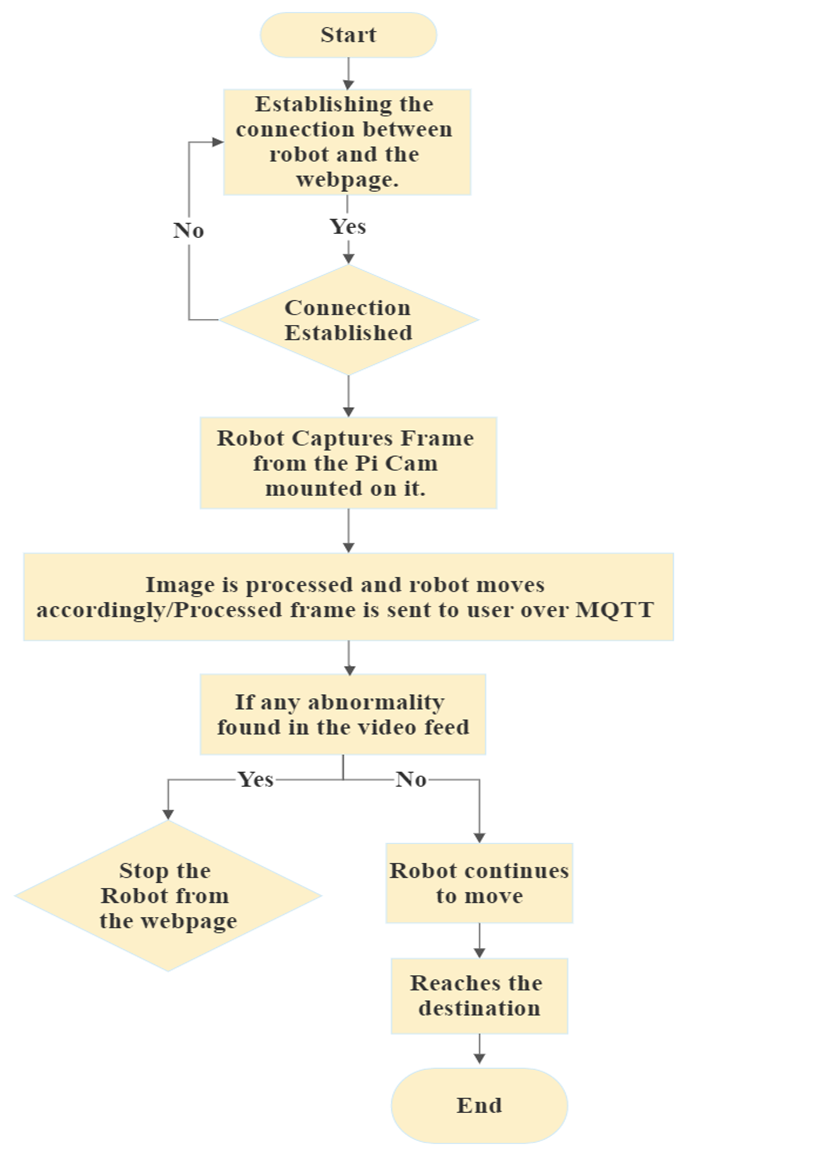 Start
Establishing the
connection between
robot and the
webpage.
No
Yes
Connection
Established
Robot Captures Frame
from the Pi Cam
mounted on it.
Image is processed and robot moves
accordingly/Processed frame is sent to user over MQTT
If any abnormality
found in the video feed
Yes
No
Stop the
Robot from
the webpage
Robot continues
to move
Reaches the
destination
End